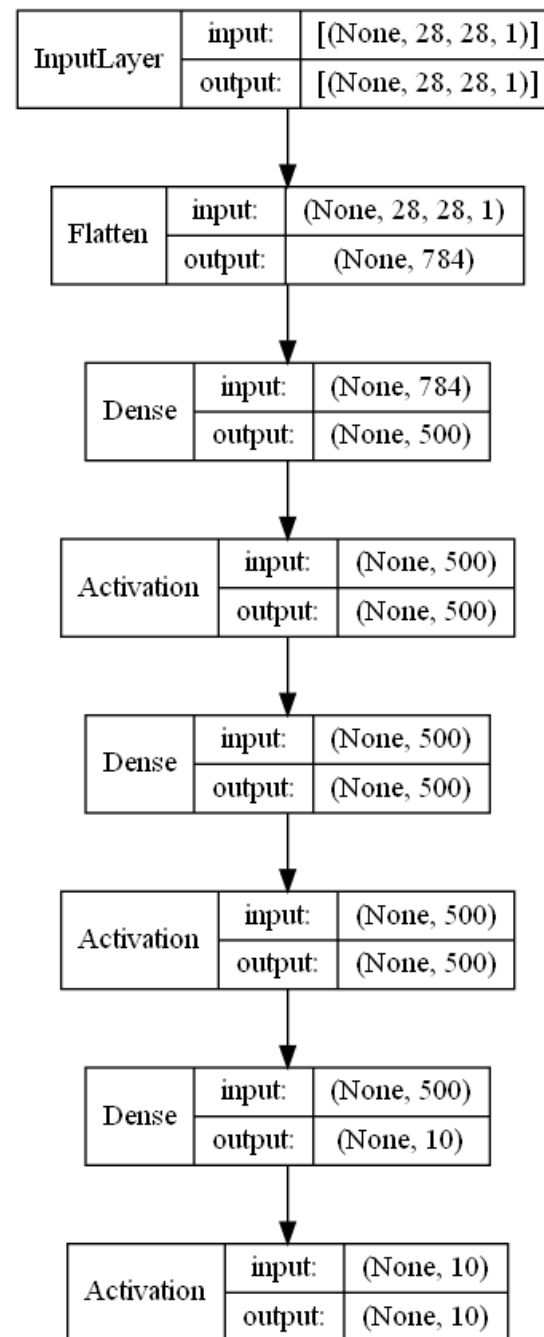 InputLayer
input: [(None, 28, 28, 1)]
output: [(None, 28, 28, 1)]
Flatten
input: (None, 28, 28, 1)
output: (None, 784)
Dense
input: (None, 784)
output: (None, 500)
Activation
input: (None, 500)
output: (None, 500)
Dense
input: (None, 500)
output: (None, 500)
Activation
input: (None, 500)
output: (None, 500)
Dense
input: (None, 500)
output: (None, 10)
Activation
input: (None, 10)
output: (None, 10)